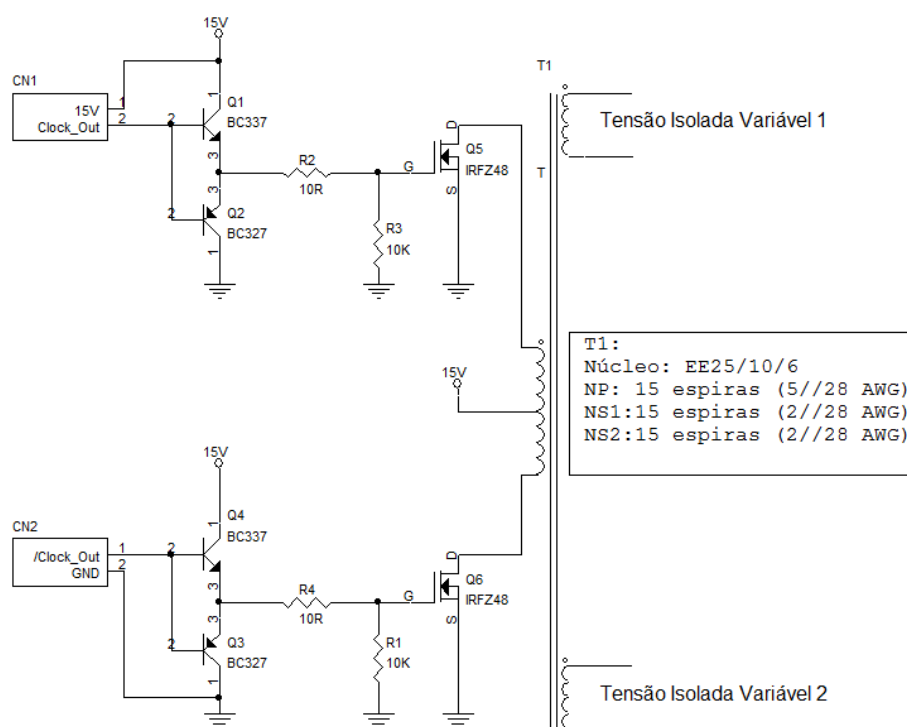 15V
T1
CN1
15V
Clock_Out
1
2
2
1
Q1
BC337
3
3
2
Q2
BC327
1
R2
10R
R3
10K
G
D
S
Q5
IRFZ48
T
Tensão Isolada Variável 1
15V
T1:
Núcleo: EE25/10/6
NP: 15 espiras (5//28 AWG)
NS1:15 espiras (2//28 AWG)
NS2:15 espiras (2//28 AWG)
15V
CN2
/Clock_Out
GND
1
2
2
1
Q4
BC337
3
3
2
Q3
BC327
1
R4
10R
R1
10K
G
D
S
Q6
IRFZ48
Tensão Isolada Variável 2